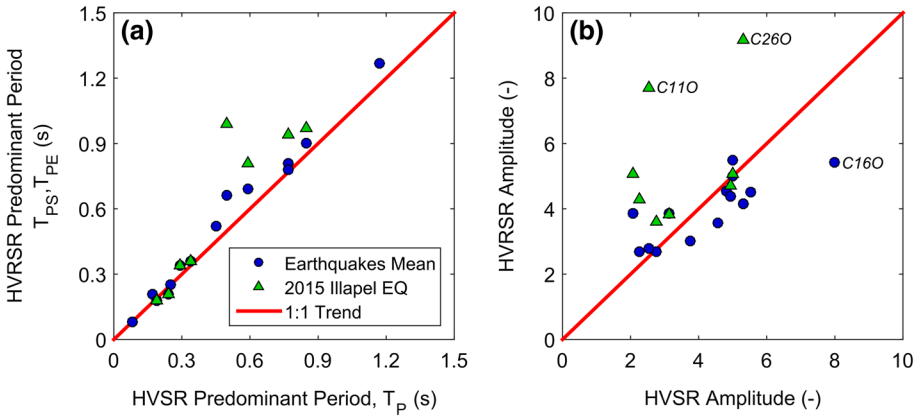 (a)
HVRSR Predominant Period
T_PS,T_PE (s)
1.5
1.2
0.9
0.6
0.3
0
Earthquakes Mean
2015 Illapel EQ
1:1 Trend
0 0.3 0.6 0.9 1.2 1.5
HVSR Predominant Period, T_P (s)
(b)
HVRSR Amplitude (-)
10
8
6
4
2
0
C26O
C11O
C16O
0 2 4 6 8 10
HVSR Amplitude (-)